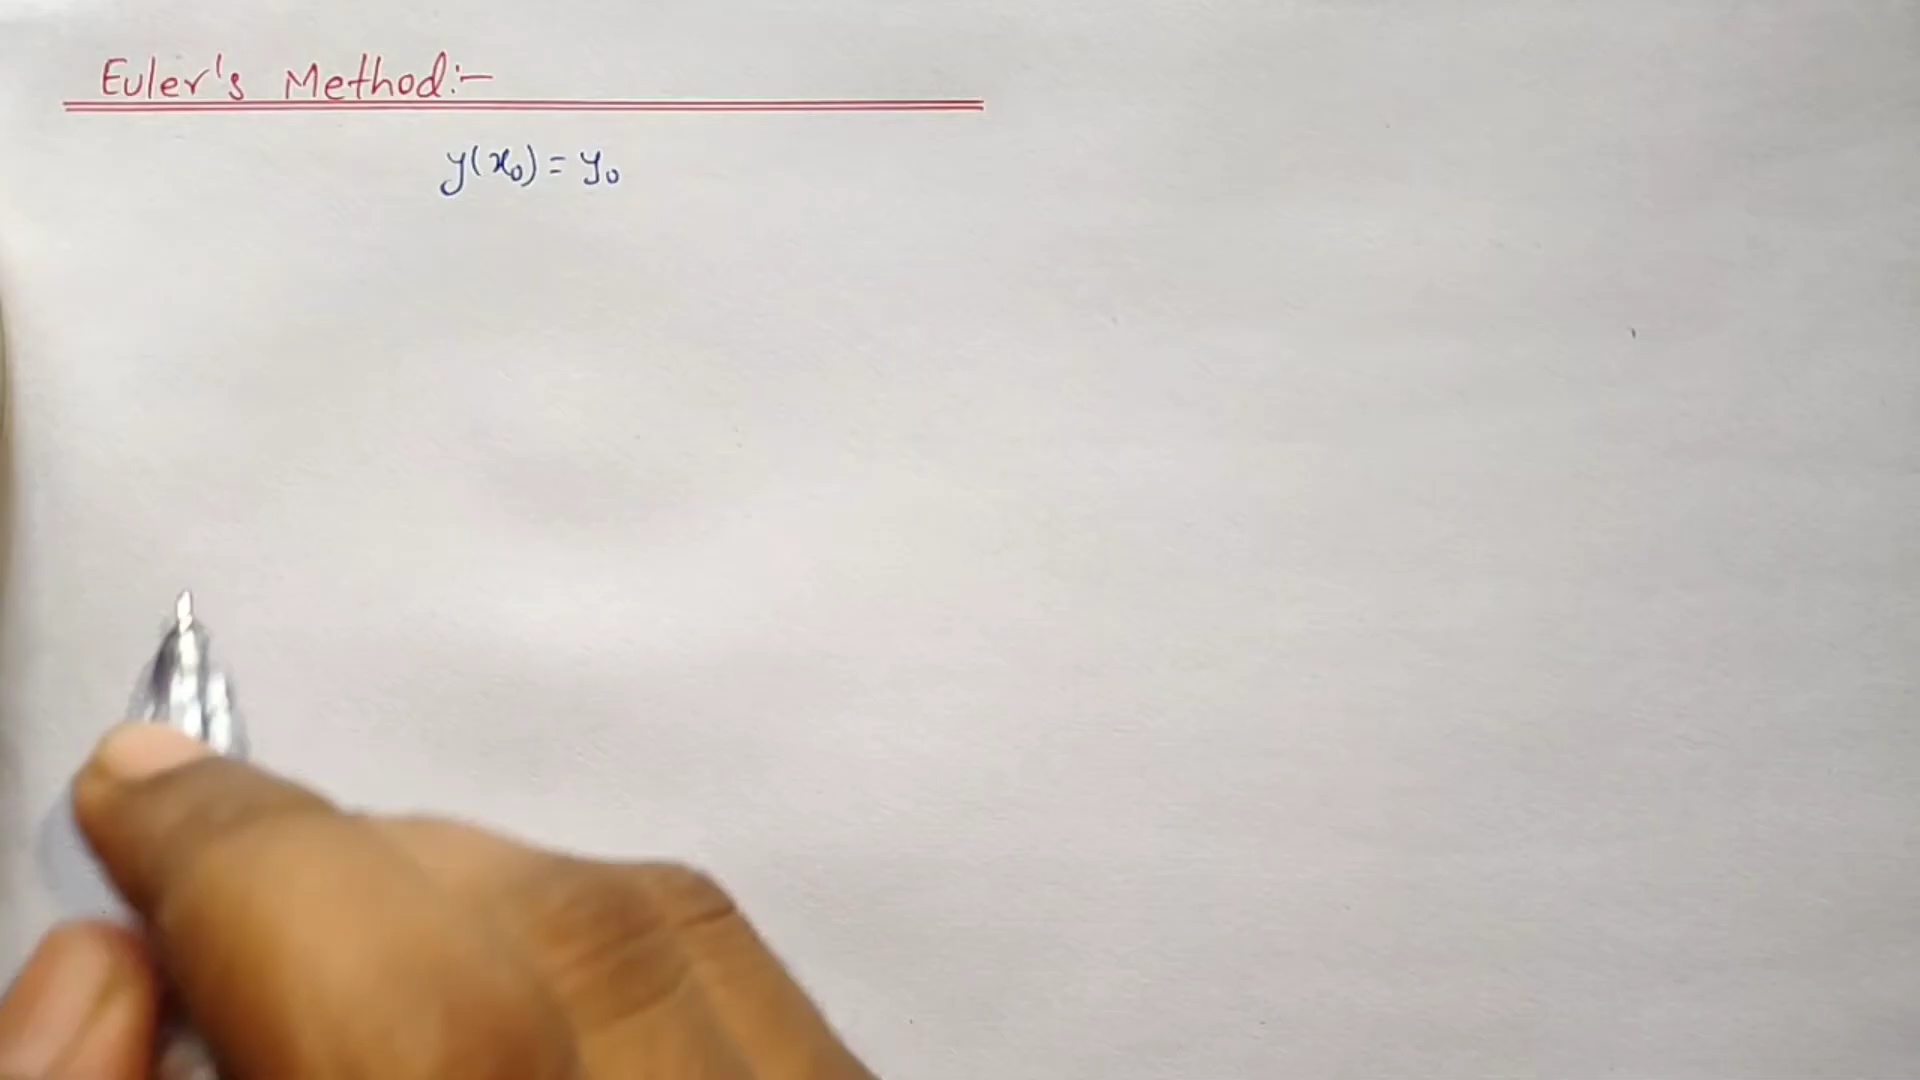 Euler's Method:-
y(x₀) = y₀